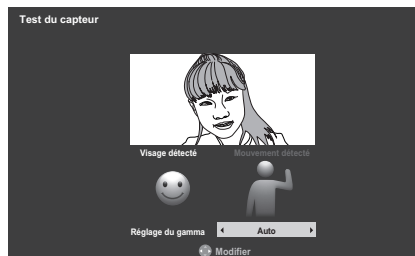 Test du capteur
Visage détecté Mouvement détecté
Réglage du gamma Auto
Modifier